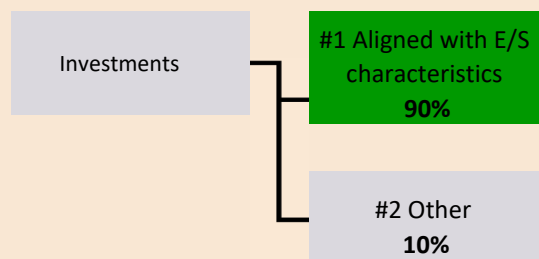 Investments
#1 Aligned with E/S
characteristics
90%
#2 Other
10%